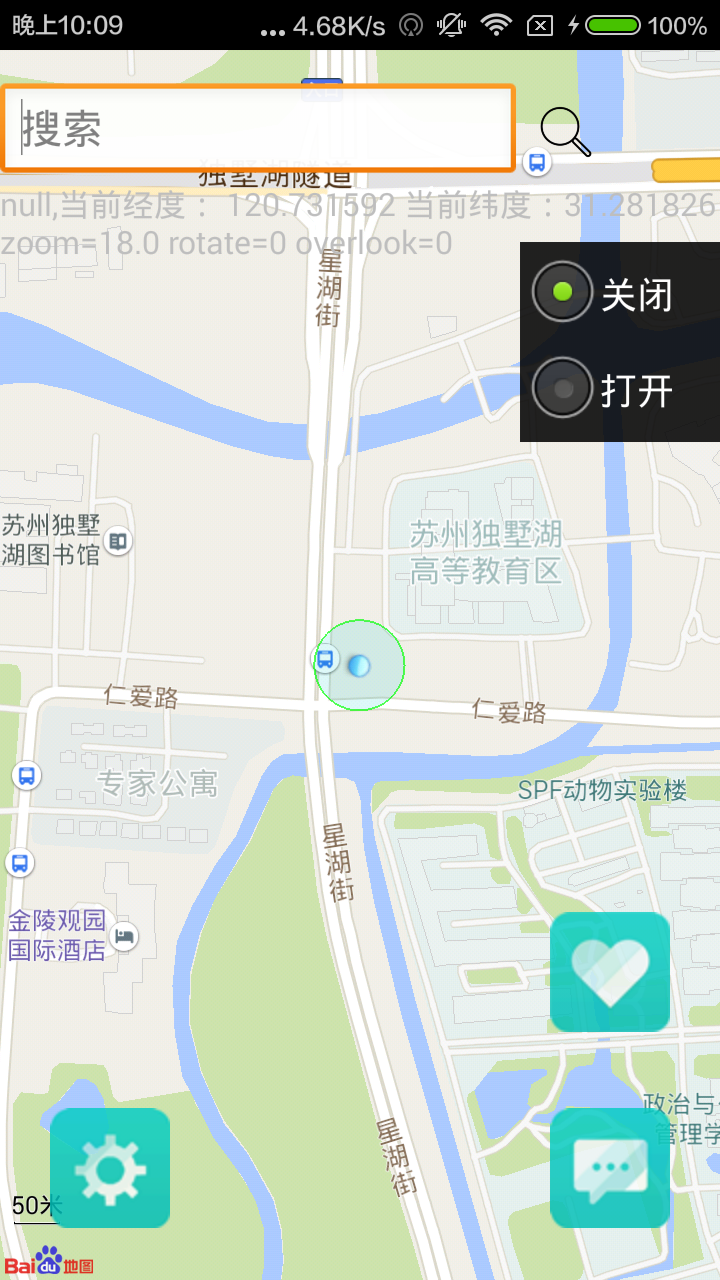 晚上10:09 ... 4.68K/s 100%
搜索
独墅湖隧道
null,当前经度： 120.731592 当前纬度：31.281826
zoom=18.0 rotate=0 overlook=0
星湖街
关闭
打开
苏州独墅
湖图书馆
苏州独墅湖
高等教育区
仁爱路
仁爱路
专家公寓
SPF动物实验楼
星湖街
金陵观园
国际酒店
政治与
管理学
星湖街
50米
Bai du 地图